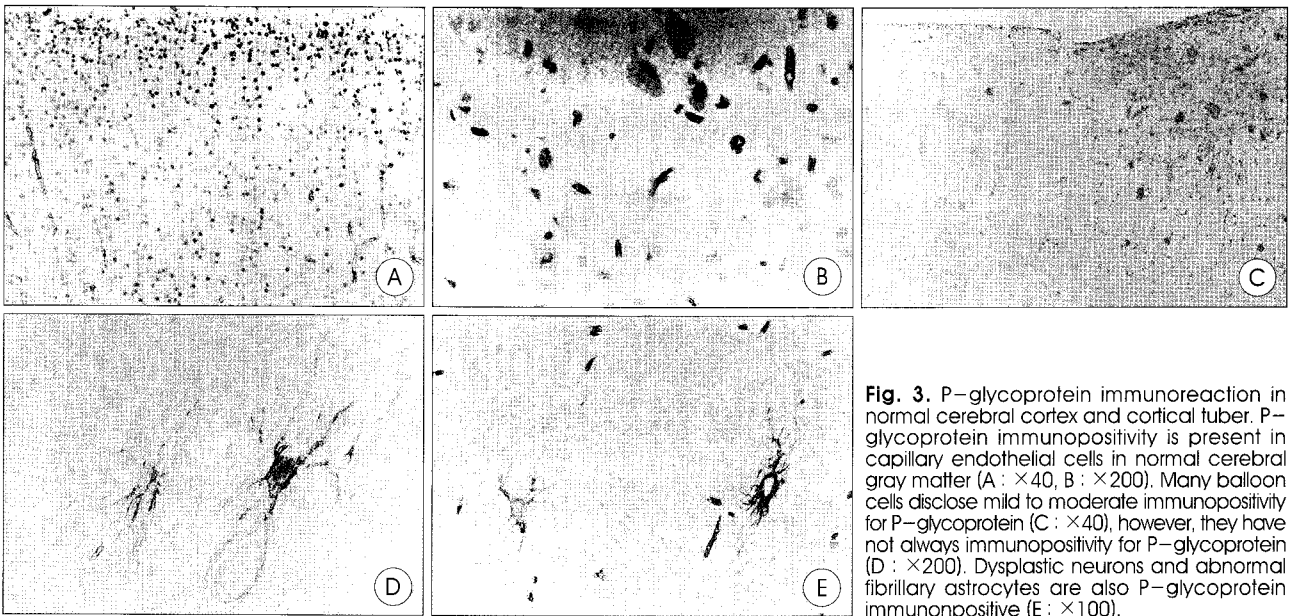 A
B
C
D
E
Fig. 3. P-glycoprotein immunoreaction in
normal cerebral cortex and cortical tuber. P-
glycoprotein immunopositivity is present in
capillary endothelial cells in normal cerebral
gray matter (A : ×40, B : ×200). Many balloon
cells disclose mild to moderate immunopositivity
for P-glycoprotein (C : ×40), however, they have
not always immunopositivity for P-glycoprotein
(D : ×200). Dysplastic neurons and abnormal
fibrillary astrocytes are also P-glycoprotein
immunonpositive (E : ×100).